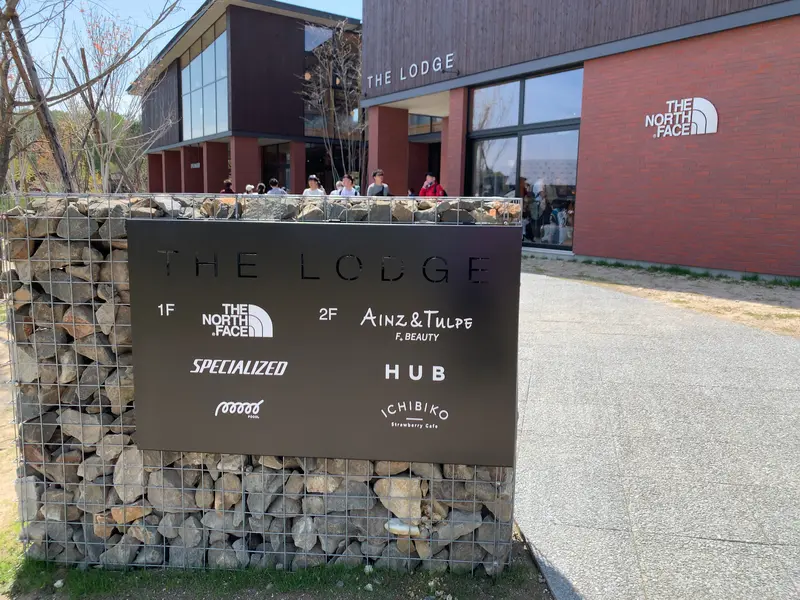 THE LODGE
THE
NORTH
FACE
THE LODGE
1F
THE
NORTH
FACE
SPECIALIZED
2F
AINZ&TULPE
F. BEAUTY
HUB
ICHIBIKO
Strawberry Cafe